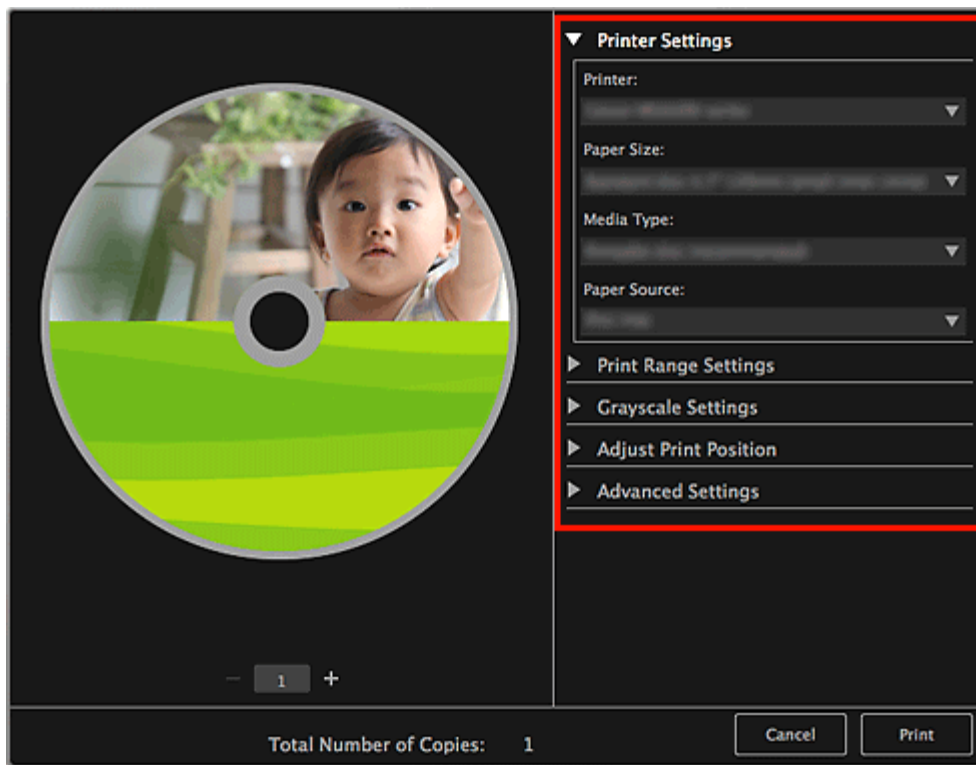 Printer Settings
Printer:
Paper Size:
Media Type:
Paper Source:
Print Range Settings
Grayscale Settings
Adjust Print Position
Advanced Settings
1
Total Number of Copies: 1
Cancel
Print